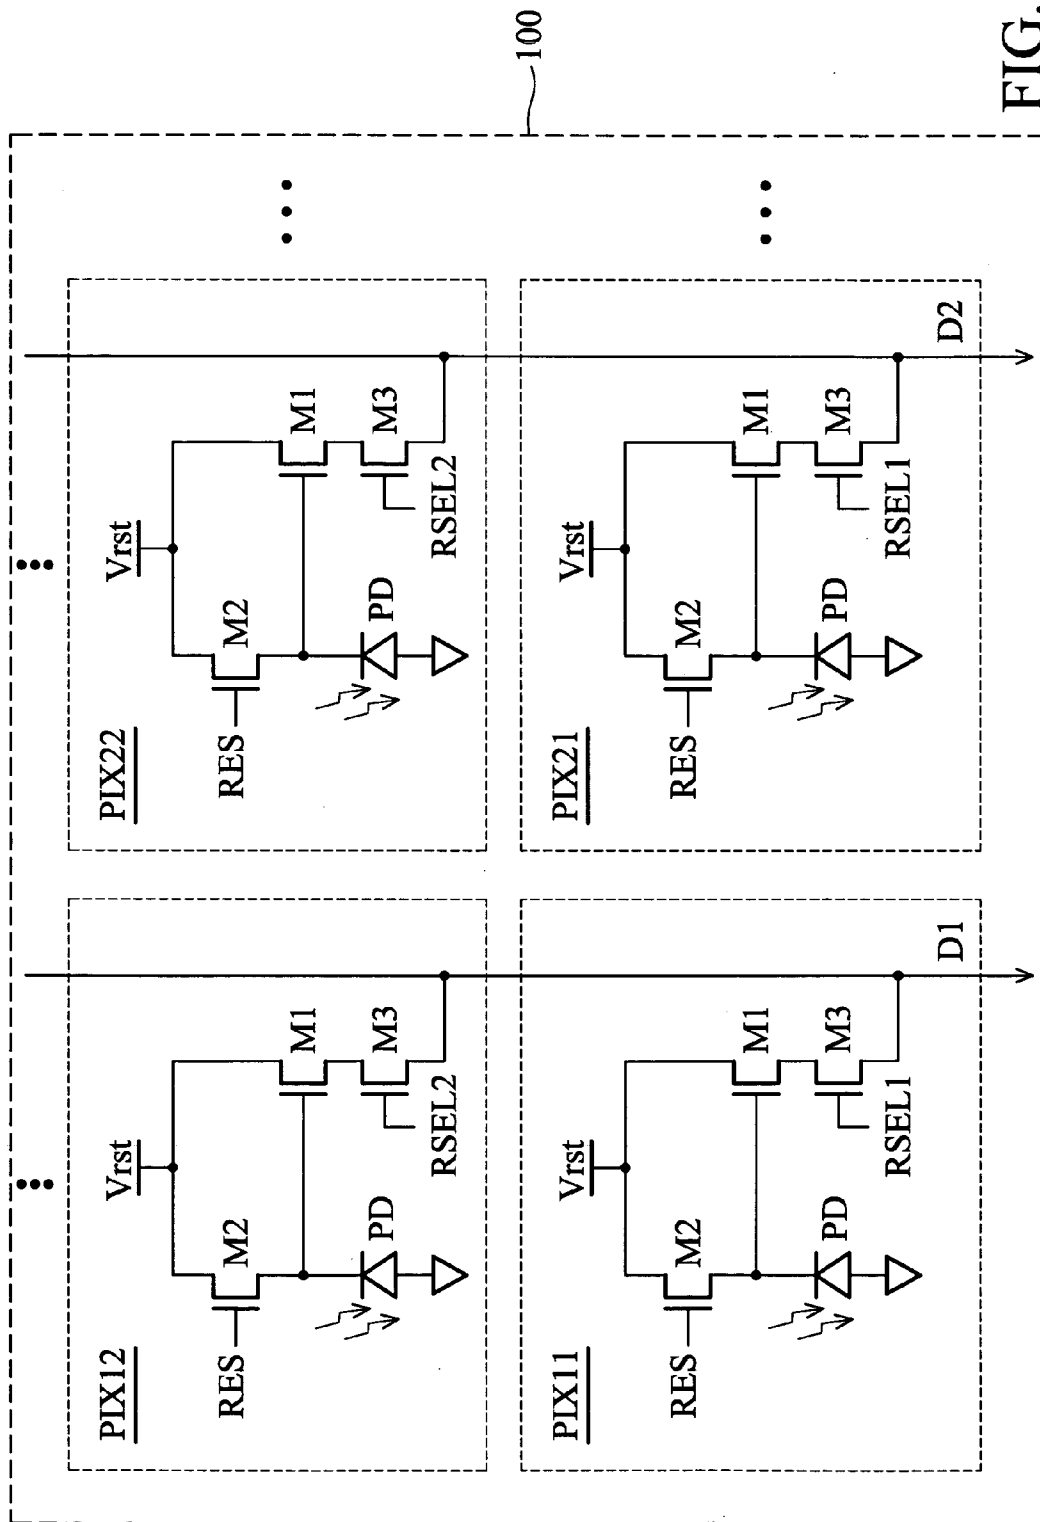 100
FIG.
PIX12
Vrst
M2
RES
M1
PD
M3
RSEL2
PIX22
Vrst
M2
RES
M1
PD
M3
RSEL2
PIX11
Vrst
M2
RES
M1
PD
M3
RSEL1
D1
PIX21
Vrst
M2
RES
M1
PD
M3
RSEL1
D2